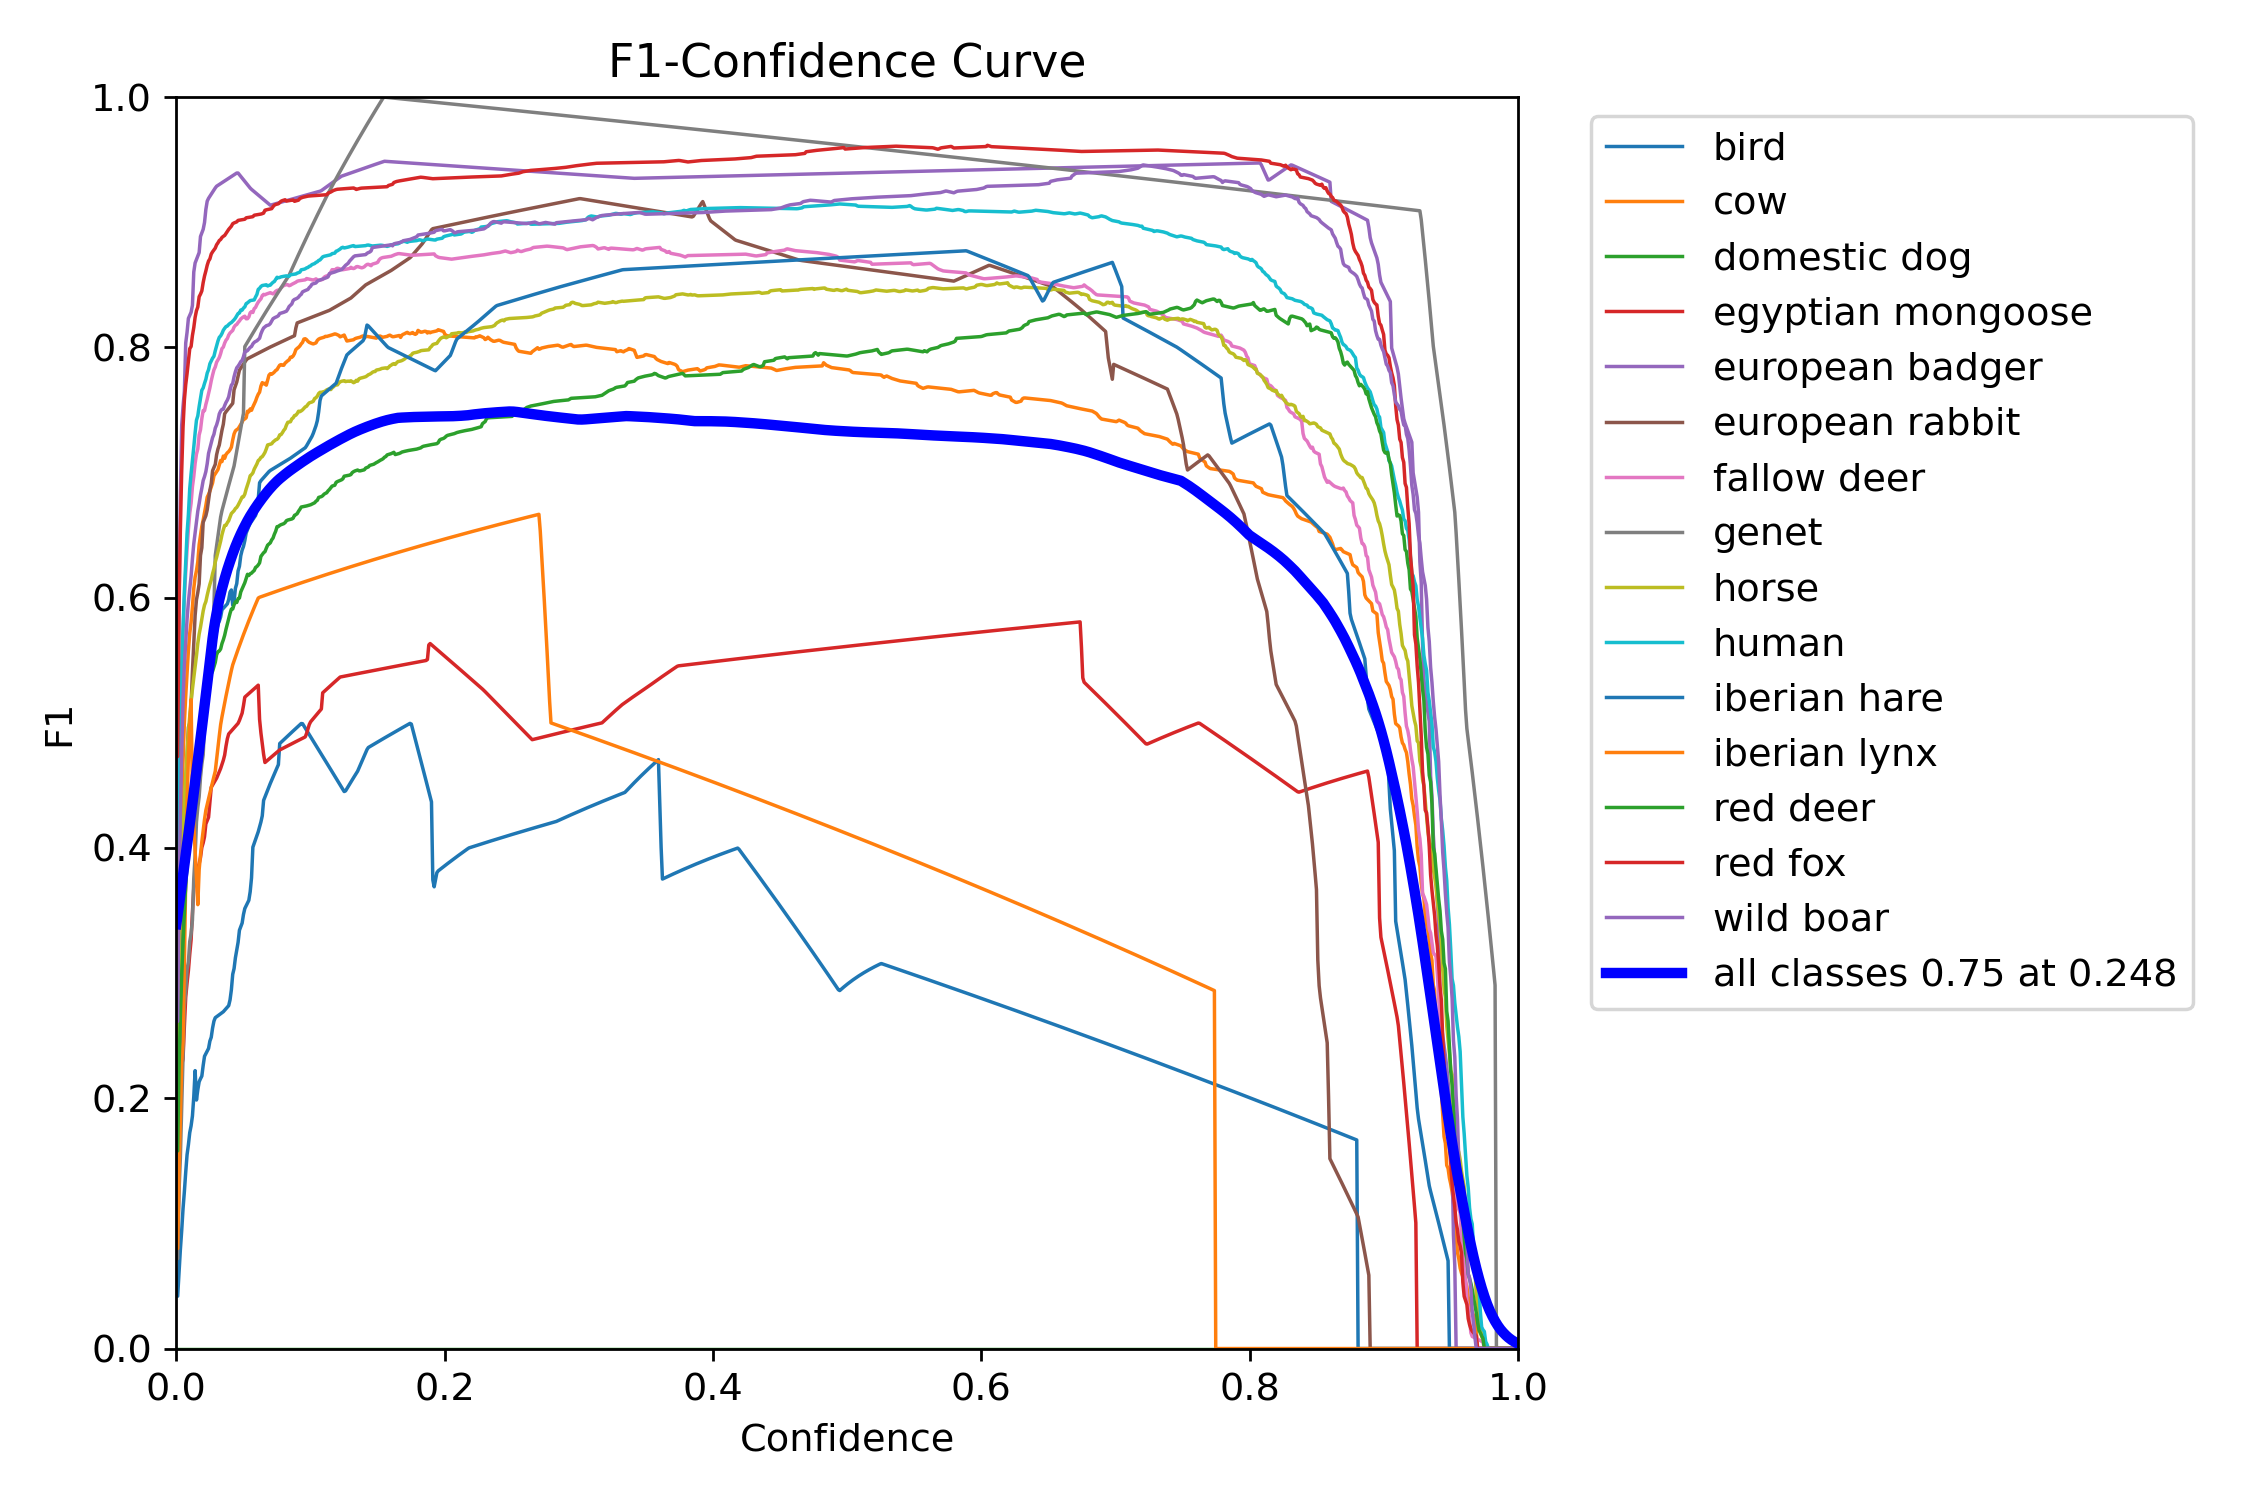 F1-Confidence Curve
1.0
0.8
0.6
0.4
0.2
0.0
F1
0.0 0.2 0.4 0.6 0.8 1.0
Confidence
bird
cow
domestic dog
egyptian mongoose
european badger
european rabbit
fallow deer
genet
horse
human
iberian hare
iberian lynx
red deer
red fox
wild boar
all classes 0.75 at 0.248